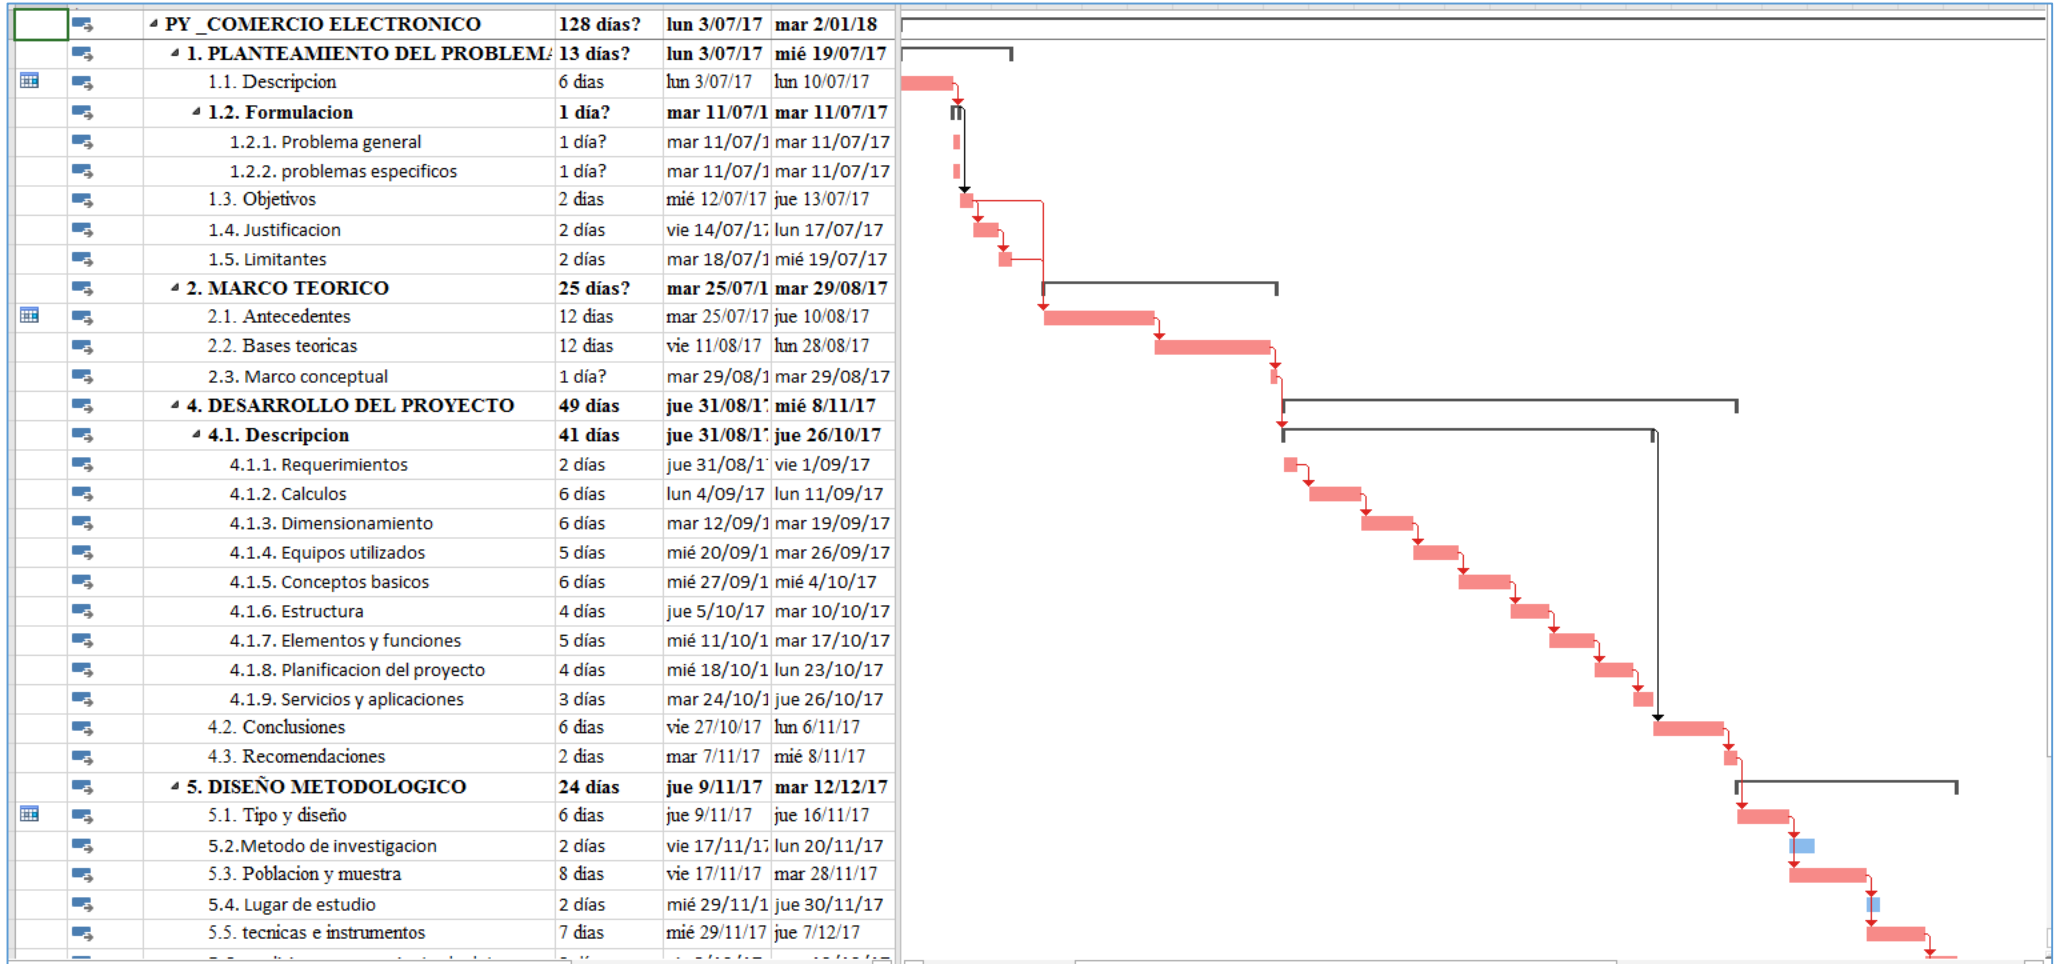 PY _COMERCIO ELECTRONICO 128 días? lun 3/07/17 mar 2/01/18
1. PLANTEAMIENTO DEL PROBLEMA 13 días? lun 3/07/17 mié 19/07/17
1.1. Descripcion 6 dias lun 3/07/17 lun 10/07/17
1.2. Formulacion 1 día? mar 11/07/1 mar 11/07/17
1.2.1. Problema general 1 día? mar 11/07/1 mar 11/07/17
1.2.2. problemas especificos 1 día? mar 11/07/1 mar 11/07/17
1.3. Objetivos 2 dias mié 12/07/17 jue 13/07/17
1.4. Justificacion 2 días vie 14/07/17 lun 17/07/17
1.5. Limitantes 2 días mar 18/07/1 mié 19/07/17
2. MARCO TEORICO 25 días? mar 25/07/1 mar 29/08/17
2.1. Antecedentes 12 dias mar 25/07/17 jue 10/08/17
2.2. Bases teoricas 12 dias vie 11/08/17 lun 28/08/17
2.3. Marco conceptual 1 día? mar 29/08/1 mar 29/08/17
4. DESARROLLO DEL PROYECTO 49 días jue 31/08/17 mié 8/11/17
4.1. Descripcion 41 días jue 31/08/17 jue 26/10/17
4.1.1. Requerimientos 2 días jue 31/08/1 vie 1/09/17
4.1.2. Calculos 6 días lun 4/09/17 lun 11/09/17
4.1.3. Dimensionamiento 6 días mar 12/09/1 mar 19/09/17
4.1.4. Equipos utilizados 5 días mié 20/09/1 mar 26/09/17
4.1.5. Conceptos basicos 6 días mié 27/09/1 mié 4/10/17
4.1.6. Estructura 4 días jue 5/10/17 mar 10/10/17
4.1.7. Elementos y funciones 5 días mié 11/10/1 mar 17/10/17
4.1.8. Planificacion del proyecto 4 días mié 18/10/1 lun 23/10/17
4.1.9. Servicios y aplicaciones 3 días mar 24/10/1 jue 26/10/17
4.2. Conclusiones 6 dias vie 27/10/17 lun 6/11/17
4.3. Recomendaciones 2 dias mar 7/11/17 mié 8/11/17
5. DISEÑO METODOLOGICO 24 días jue 9/11/17 mar 12/12/17
5.1. Tipo y diseño 6 dias jue 9/11/17 jue 16/11/17
5.2.Metodo de investigacion 2 días vie 17/11/17 lun 20/11/17
5.3. Poblacion y muestra 8 dias vie 17/11/17 mar 28/11/17
5.4. Lugar de estudio 2 días mié 29/11/1 jue 30/11/17
5.5. tecnicas e instrumentos 7 dias mié 29/11/17 jue 7/12/17